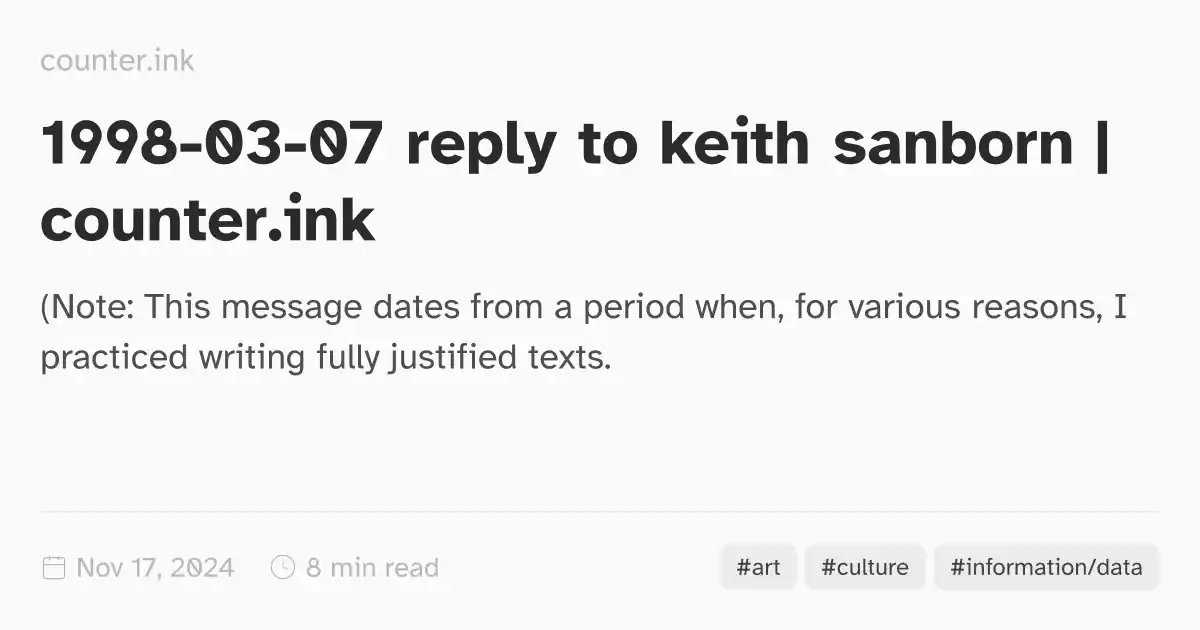 counter.ink
1998-03-07 reply to keith sanborn |
counter.ink
(Note: This message dates from a period when, for various reasons, I
practiced writing fully justified texts.
Nov 17, 2024 8 min read #art #culture #information/data